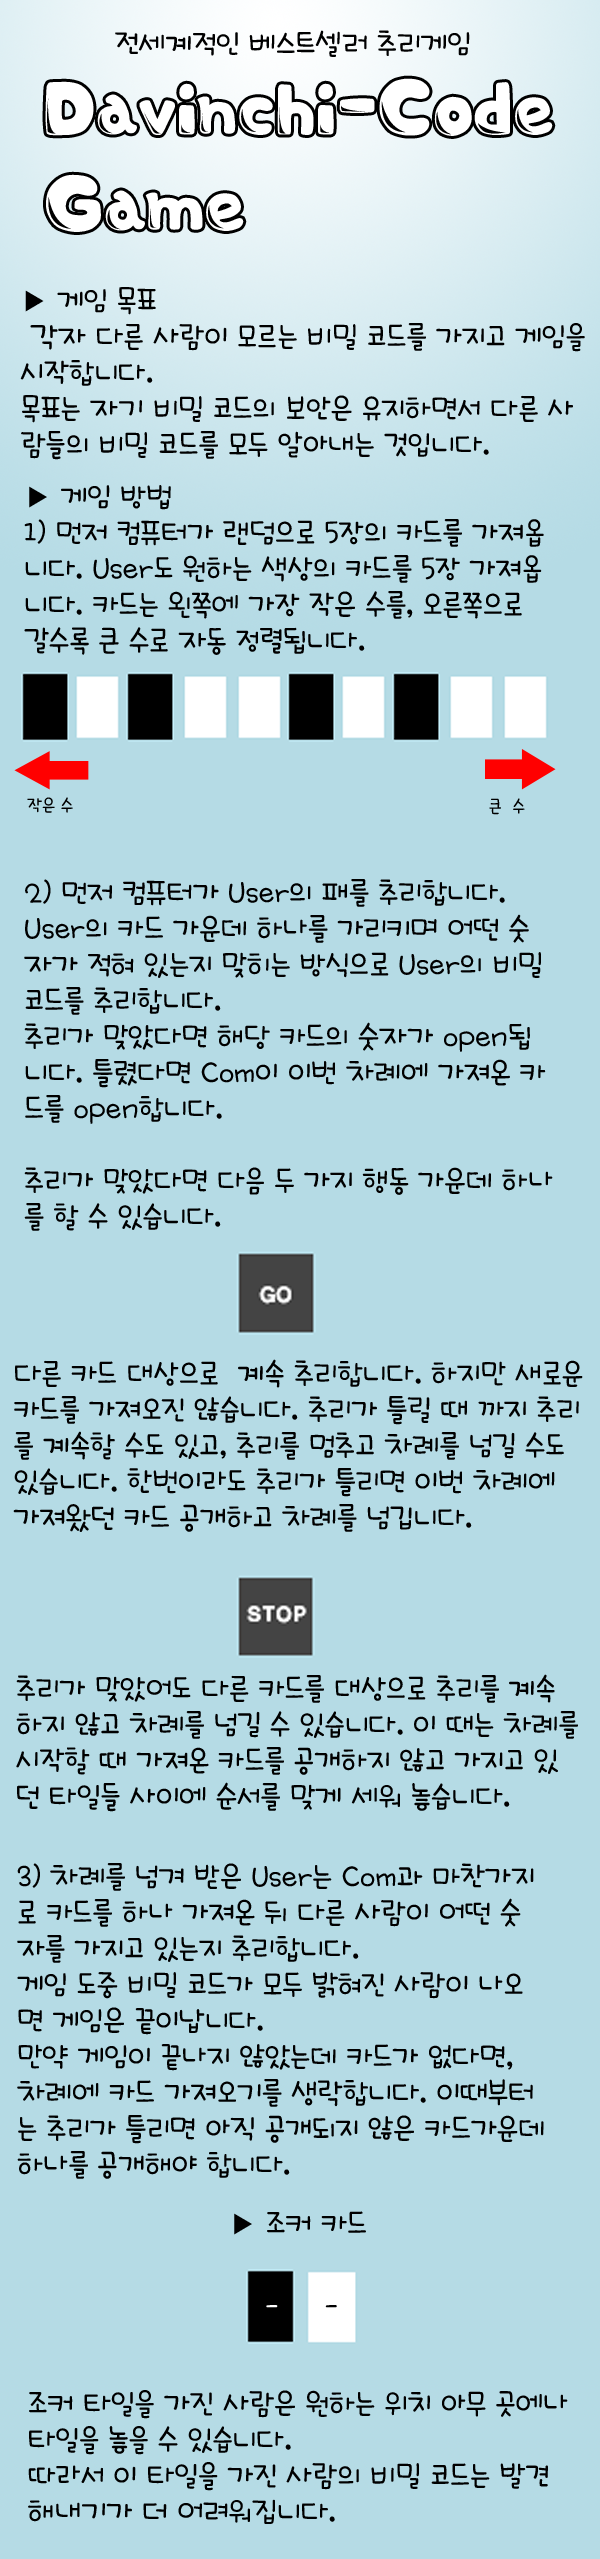 전세계적인 베스트셀러 추리게임
Davinchi-Code
Game
▶ 게임 목표
각자 다른 사람이 모르는 비밀 코드를 가지고 게임을
시작합니다.
목표는 자기 비밀 코드의 보안은 유지하면서 다른 사
람들의 비밀 코드를 모두 알아내는 것입니다.
▶ 게임 방법
1) 먼저 컴퓨터가 랜덤으로 5장의 카드를 가져옵
니다. User도 원하는 색상의 카드를 5장 가져옵
니다. 카드는 왼쪽에 가장 작은 수를, 오른쪽으로
갈수록 큰 수로 자동 정렬됩니다.
작은 수
큰 수
2) 먼저 컴퓨터가 User의 패를 추리합니다.
User의 카드 가운데 하나를 가리키며 어떤 숫
자가 적혀 있는지 맞히는 방식으로 User의 비밀
코드를 추리합니다.
추리가 맞았다면 해당 카드의 숫자가 open됩
니다. 틀렸다면 Com이 이번 차례에 가져온 카
드를 open합니다.
추리가 맞았다면 다음 두 가지 행동 가운데 하나
를 할 수 있습니다.
GO
다른 카드 대상으로 계속 추리합니다. 하지만 새로운
카드를 가져오진 않습니다. 추리가 틀릴 때 까지 추리
를 계속할 수도 있고, 추리를 멈추고 차례를 넘길 수도
있습니다. 한번이라도 추리가 틀리면 이번 차례에
가져왔던 카드 공개하고 차례를 넘깁니다.
STOP
추리가 맞았어도 다른 카드를 대상으로 추리를 계속
하지 않고 차례를 넘길 수 있습니다. 이 때는 차례를
시작할 때 가져온 카드를 공개하지 않고 가지고 있
던 타일들 사이에 순서를 맞게 세워 놓습니다.
3) 차례를 넘겨 받은 User는 Com과 마찬가지
로 카드를 하나 가져온 뒤 다른 사람이 어떤 숫
자를 가지고 있는지 추리합니다.
게임 도중 비밀 코드가 모두 밝혀진 사람이 나오
면 게임은 끝이납니다.
만약 게임이 끝나지 않았는데 카드가 없다면,
차례에 카드 가져오기를 생략합니다. 이때부터
는 추리가 틀리면 아직 공개되지 않은 카드가운데
하나를 공개해야 합니다.
▶ 조커 카드
- -
조커 타일을 가진 사람은 원하는 위치 아무 곳에나
타일을 놓을 수 있습니다.
따라서 이 타일을 가진 사람의 비밀 코드는 발견
해내기가 더 어려워집니다.